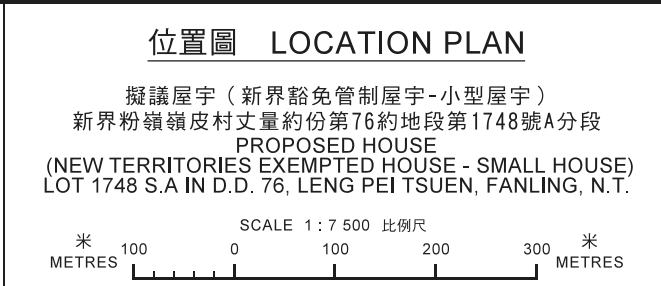 位置圖 LOCATION PLAN
擬議屋宇（新界豁免管制屋宇-小型屋宇）
新界粉嶺嶺皮村丈量約份第76約地段第1748號A分段
PROPOSED HOUSE
(NEW TERRITORIES EXEMPTED HOUSE - SMALL HOUSE)
LOT 1748 S.A IN D.D. 76, LENG PEI TSUEN, FANLING, N.T.
SCALE 1 : 7 500 比例尺
米 100 0 100 200 300 米
METRES METRES